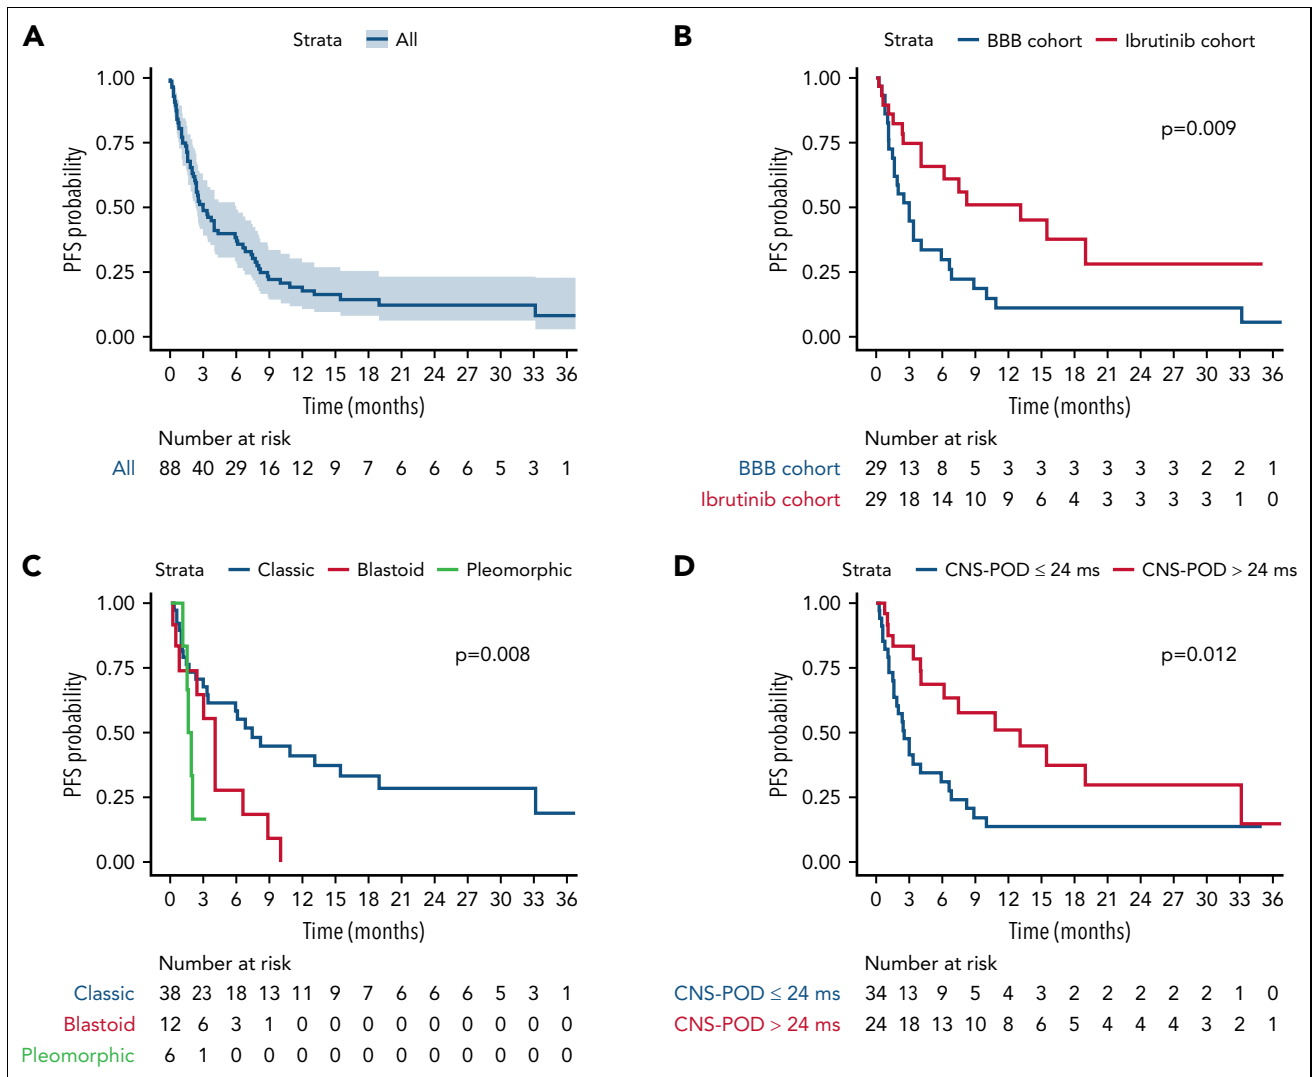 A
Strata All
PFS probability
1.00
0.75
0.50
0.25
0.00
0 3 6 9 12 15 18 21 24 27 30 33 36
Time (months)
Number at risk
All 88 40 29 16 12 9 7 6 6 6 5 3 1
B
Strata BBB cohort Ibrutinib cohort
p=0.009
PFS probability
1.00
0.75
0.50
0.25
0.00
0 3 6 9 12 15 18 21 24 27 30 33 36
Time (months)
Number at risk
BBB cohort 29 13 8 5 3 3 3 3 3 3 2 2 1
Ibrutinib cohort 29 18 14 10 9 6 4 3 3 3 3 1 0
C
Strata Classic Blastoid Pleomorphic
p=0.008
PFS probability
1.00
0.75
0.50
0.25
0.00
0 3 6 9 12 15 18 21 24 27 30 33 36
Time (months)
Number at risk
Classic 38 23 18 13 11 9 7 6 6 6 5 3 1
Blastoid 12 6 3 1 0 0 0 0 0 0 0 0 0
Pleomorphic 6 1 0 0 0 0 0 0 0 0 0 0 0
D
Strata CNS-POD ≤ 24 ms CNS-POD > 24 ms
p=0.012
PFS probability
1.00
0.75
0.50
0.25
0.00
0 3 6 9 12 15 18 21 24 27 30 33 36
Time (months)
Number at risk
CNS-POD ≤ 24 ms 34 13 9 5 4 3 2 2 2 2 2 1 0
CNS-POD > 24 ms 24 18 13 10 8 6 5 4 4 4 3 2 1